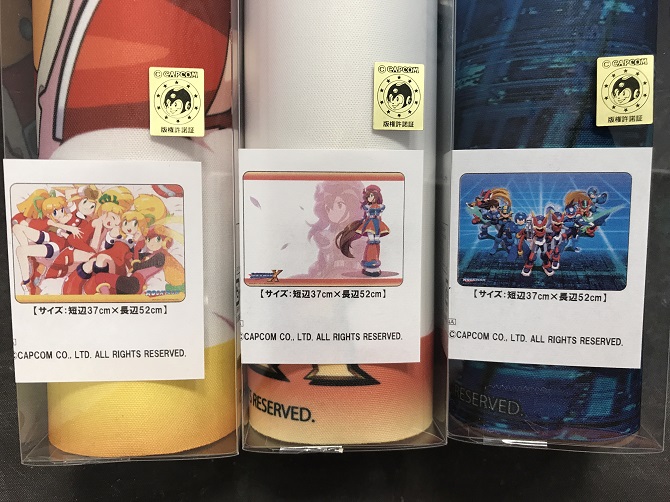 ©CAPCOM
版権許諾証
【サイズ:短辺37cm×長辺52cm】
CAPCOM CO., LTD. ALL RIGHTS RESERVED.
©CAPCOM
版権許諾証
X
【サイズ:短辺37cm×長辺52cm】
©CAPCOM CO., LTD. ALL RIGHTS RESERVED.
RESERVED.
©CAPCOM
版権許諾証
【サイズ:短辺37cm×長辺52cm】
©CAPCOM CO., LTD. ALL RIGHTS RESERVED.
RESERVED.